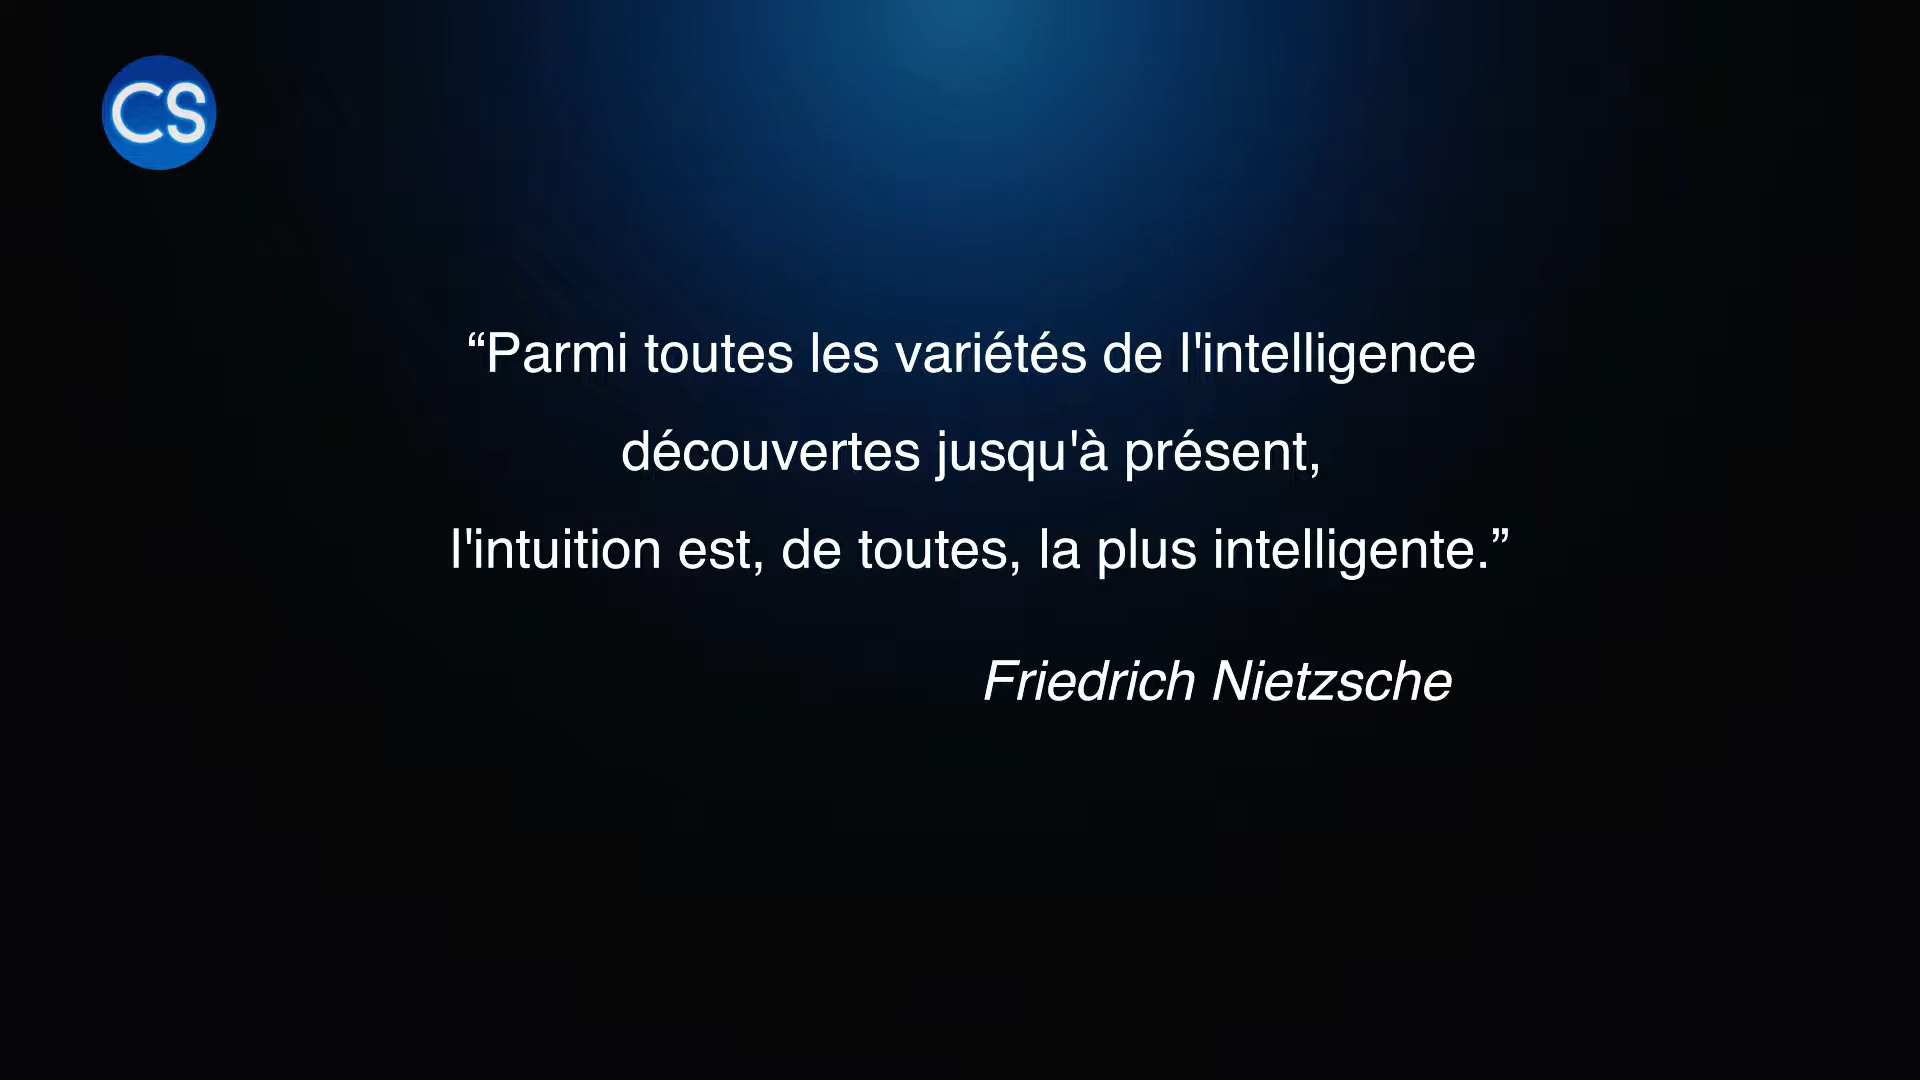 CS
“Parmi toutes les variétés de l'intelligence
découvertes jusqu'à présent,
l'intuition est, de toutes, la plus intelligente.”
Friedrich Nietzsche